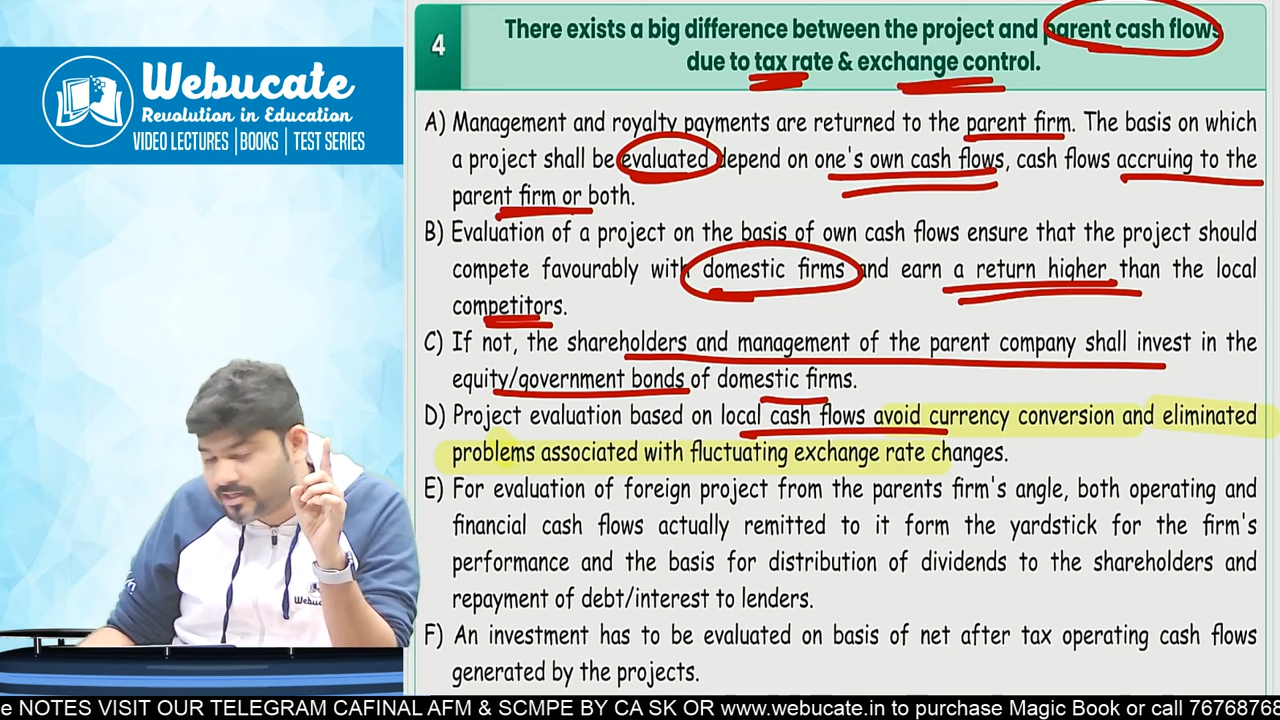 Webucate
Revolution in Education
VIDEO LECTURES | BOOKS | TEST SERIES
4
There exists a big difference between the project and parent cash flows
due to tax rate & exchange control.
A) Management and royalty payments are returned to the parent firm. The basis on which
a project shall be evaluated depend on one's own cash flows, cash flows accruing to the
parent firm or both.
B) Evaluation of a project on the basis of own cash flows ensure that the project should
compete favourably with domestic firms and earn a return higher than the local
competitors.
C) If not, the shareholders and management of the parent company shall invest in the
equity/government bonds of domestic firms.
D) Project evaluation based on local cash flows avoid currency conversion and eliminated
problems associated with fluctuating exchange rate changes.
E) For evaluation of foreign project from the parents firm's angle, both operating and
financial cash flows actually remitted to it form the yardstick for the firm's
performance and the basis for distribution of dividends to the shareholders and
repayment of debt/interest to lenders.
F) An investment has to be evaluated on basis of net after tax operating cash flows
generated by the projects.
e NOTES VISIT OUR TELEGRAM CAFINAL AFM & SCMPE BY CA SK OR www.webucate.in to purchase Magic Book or call 76768768